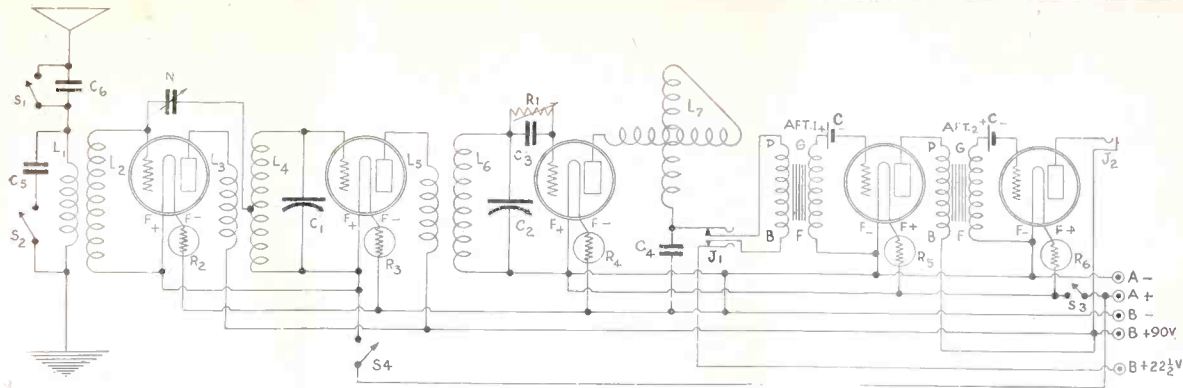 S1
C6
L1
C5
S2
L2
N
F+
F-
R2
L3
L4
C1
F+
F-
R3
L5
S4
L6
R1
C3
C2
F+
F-
R4
L7
C4
J1
AFT.1
+
C
-
P
G
B
F
F-
F+
R5
AFT.2
+
C
-
P
G
B
F
F-
F+
R6
J2
S3
A -
A +
B -
B +90V
B+22½V